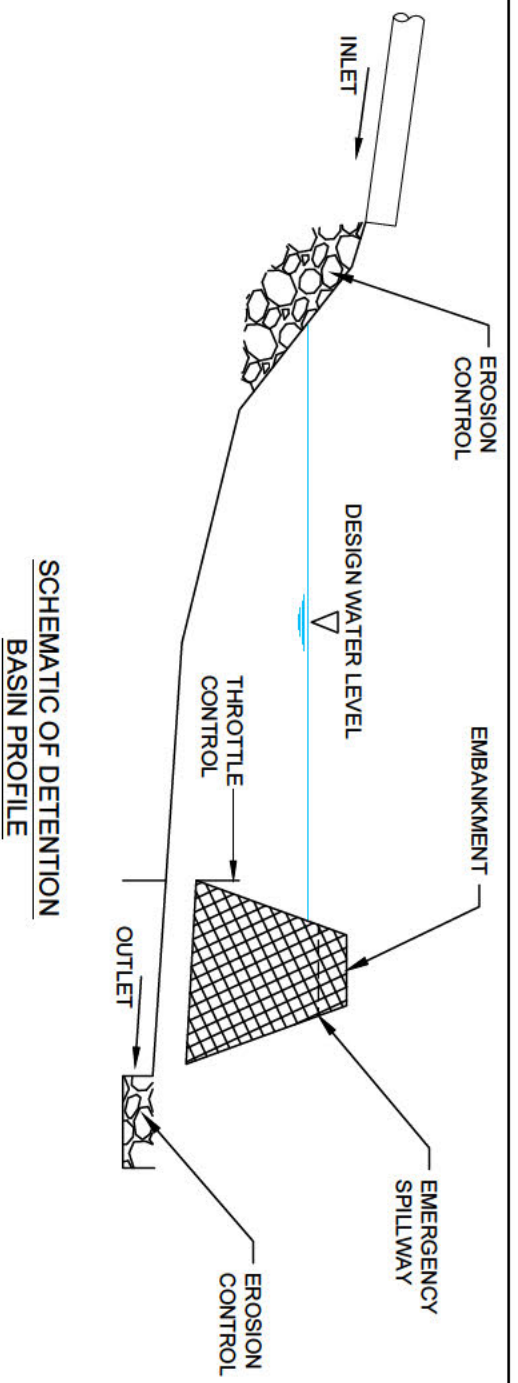 INLET
EROSION
CONTROL
DESIGN WATER LEVEL
EMBANKMENT
EMERGENCY
SPILLWAY
THROTTLE
CONTROL
OUTLET
EROSION
CONTROL
SCHEMATIC OF DETENTION
BASIN PROFILE